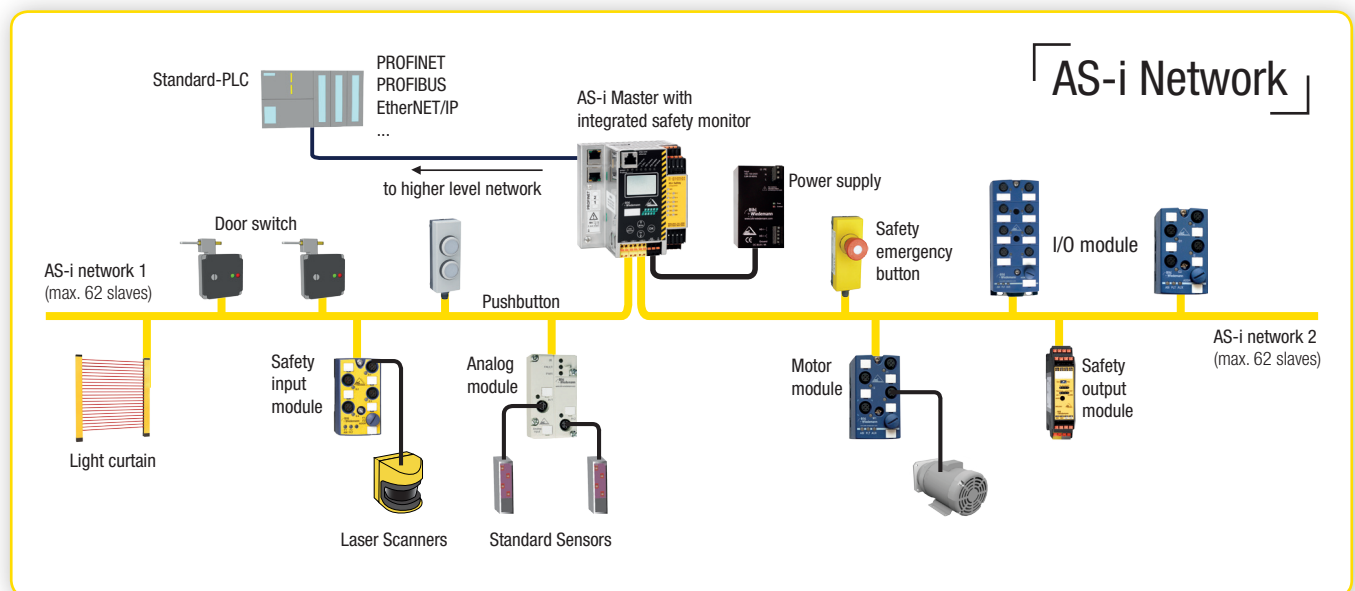 AS-i Network
Standard-PLC
PROFINET
PROFIBUS
EtherNET/IP
...
to higher level network
AS-i Master with
integrated safety monitor
Power supply
Door switch
AS-i network 1
(max. 62 slaves)
Pushbutton
Safety
emergency
button
I/O module
AS-i network 2
(max. 62 slaves)
Light curtain
Safety
input
module
Laser Scanners
Analog
module
Standard Sensors
Motor
module
Safety
output
module